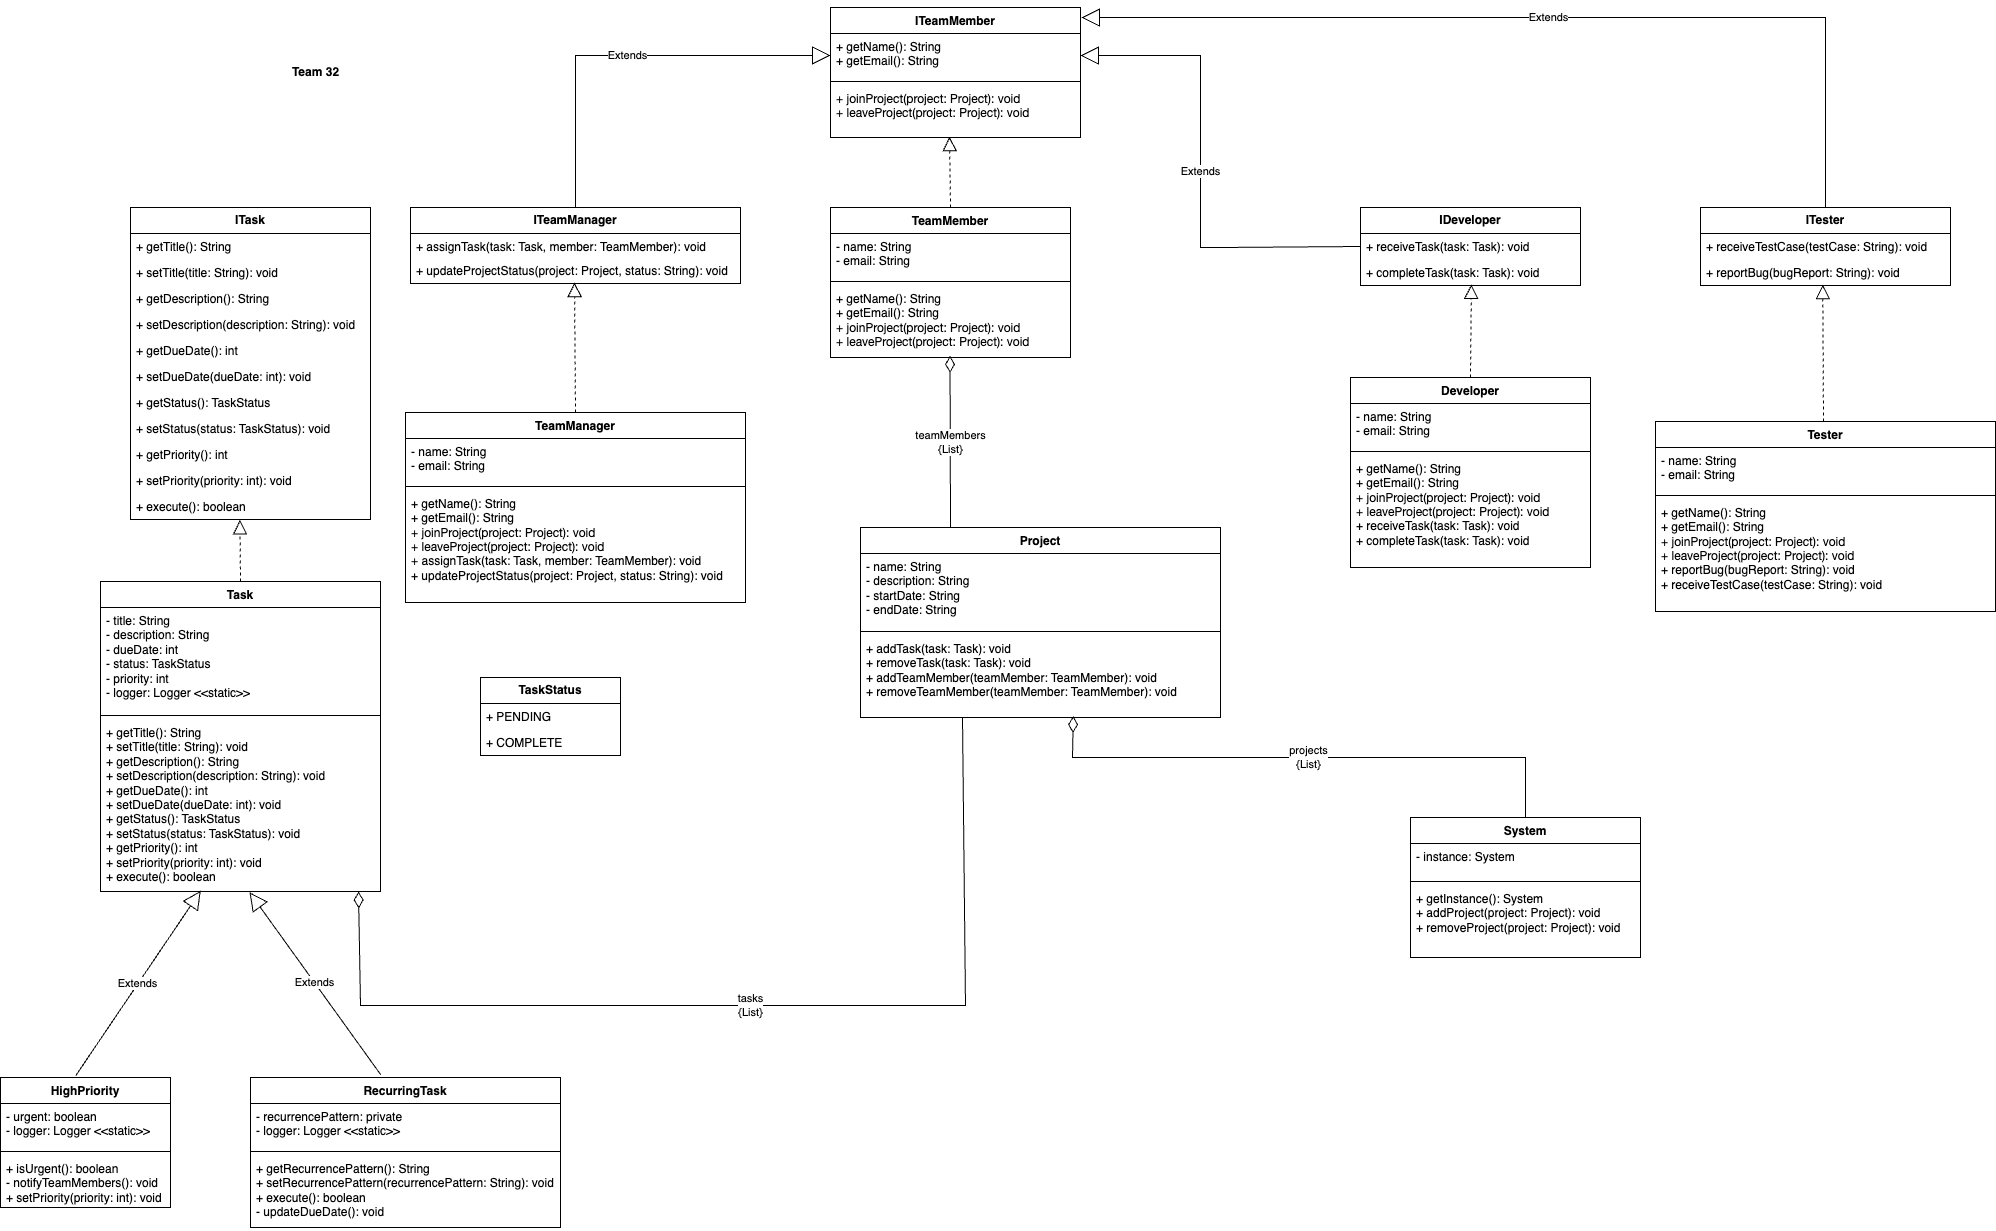 Team 32
ITeamMember
+ getName(): String
+ getEmail(): String
+ joinProject(project: Project): void
+ leaveProject(project: Project): void
Extends
Extends
Extends
ITask
+ getTitle(): String
+ setTitle(title: String): void
+ getDescription(): String
+ setDescription(description: String): void
+ getDueDate(): int
+ setDueDate(dueDate: int): void
+ getStatus(): TaskStatus
+ setStatus(status: TaskStatus): void
+ getPriority(): int
+ setPriority(priority: int): void
+ execute(): boolean
ITeamManager
+ assignTask(task: Task, member: TeamMember): void
+ updateProjectStatus(project: Project, status: String): void
TeamMember
- name: String
- email: String
+ getName(): String
+ getEmail(): String
+ joinProject(project: Project): void
+ leaveProject(project: Project): void
IDeveloper
+ receiveTask(task: Task): void
+ completeTask(task: Task): void
ITester
+ receiveTestCase(testCase: String): void
+ reportBug(bugReport: String): void
TeamManager
- name: String
- email: String
+ getName(): String
+ getEmail(): String
+ joinProject(project: Project): void
+ leaveProject(project: Project): void
+ assignTask(task: Task, member: TeamMember): void
+ updateProjectStatus(project: Project, status: String): void
teamMembers
{List}
Developer
- name: String
- email: String
+ getName(): String
+ getEmail(): String
+ joinProject(project: Project): void
+ leaveProject(project: Project): void
+ receiveTask(task: Task): void
+ completeTask(task: Task): void
Tester
- name: String
- email: String
+ getName(): String
+ getEmail(): String
+ joinProject(project: Project): void
+ leaveProject(project: Project): void
+ reportBug(bugReport: String): void
+ receiveTestCase(testCase: String): void
Task
- title: String
- description: String
- dueDate: int
- status: TaskStatus
- priority: int
- logger: Logger <<static>>
+ getTitle(): String
+ setTitle(title: String): void
+ getDescription(): String
+ setDescription(description: String): void
+ getDueDate(): int
+ setDueDate(dueDate: int): void
+ getStatus(): TaskStatus
+ setStatus(status: TaskStatus): void
+ getPriority(): int
+ setPriority(priority: int): void
+ execute(): boolean
TaskStatus
+ PENDING
+ COMPLETE
Project
- name: String
- description: String
- startDate: String
- endDate: String
+ addTask(task: Task): void
+ removeTask(task: Task): void
+ addTeamMember(teamMember: TeamMember): void
+ removeTeamMember(teamMember: TeamMember): void
projects
{List}
System
- instance: System
+ getInstance(): System
+ addProject(project: Project): void
+ removeProject(project: Project): void
Extends
Extends
tasks
{List}
HighPriority
- urgent: boolean
- logger: Logger <<static>>
+ isUrgent(): boolean
- notifyTeamMembers(): void
+ setPriority(priority: int): void
RecurringTask
- recurrencePattern: private
- logger: Logger <<static>>
+ getRecurrencePattern(): String
+ setRecurrencePattern(recurrencePattern: String): void
+ execute(): boolean
- updateDueDate(): void